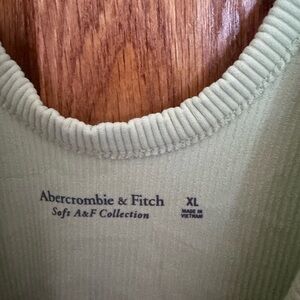 Abercrombie & Fitch
Soft A&F Collection
XL
MADE IN
VIETNAM